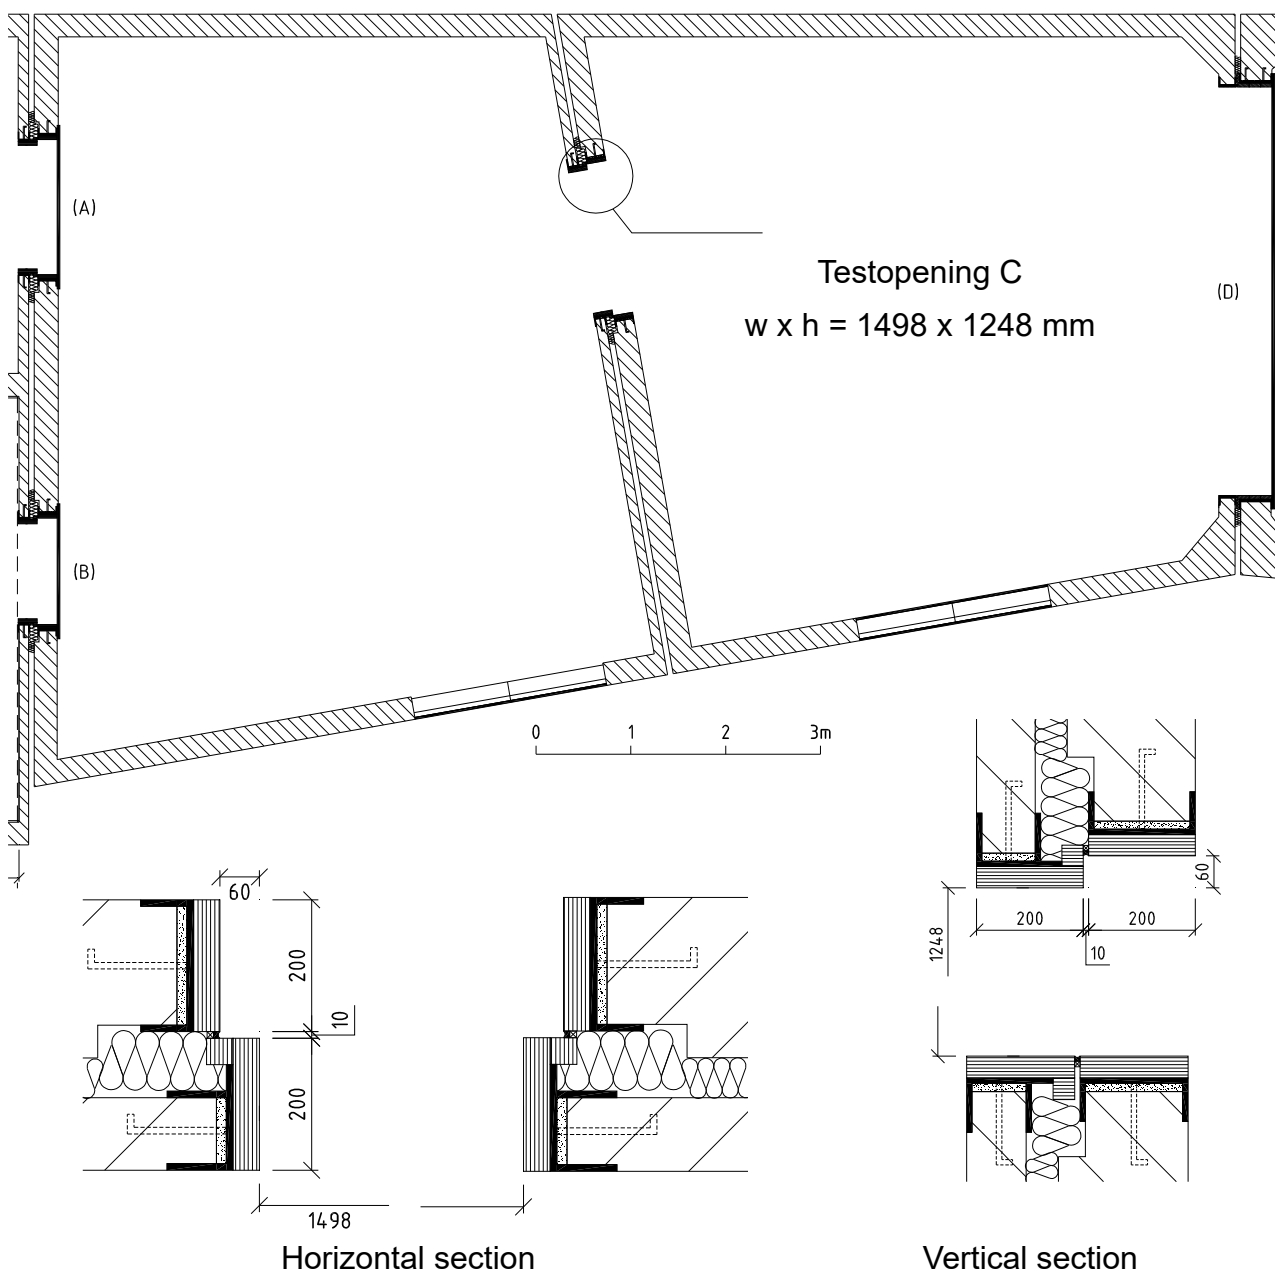 (A)
Testopening C
(D)
w x h = 1498 x 1248 mm
(B)
0 1 2 3m
60
200
10
200
1498
Horizontal section
60
200 200
10
1248
Vertical section